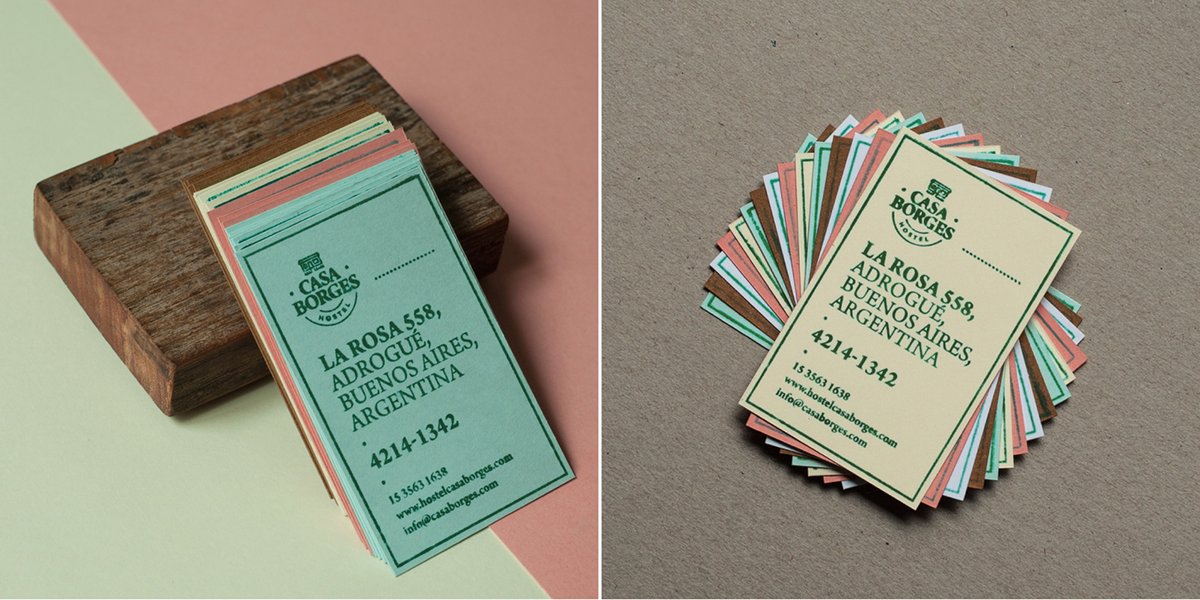 CASA
BORGES
HOSTEL
LA ROSA 558,
ADROGUÉ,
BUENOS AIRES,
ARGENTINA
4214-1342
15 3563 1638
www.hostelcasaborges.com
info@casaborges.com
CASA
BORGES
HOSTEL
LA ROSA 558,
ADROGUÉ,
BUENOS AIRES,
ARGENTINA
4214-1342
15 3563 1638
www.hostelcasaborges.com
info@casaborges.com